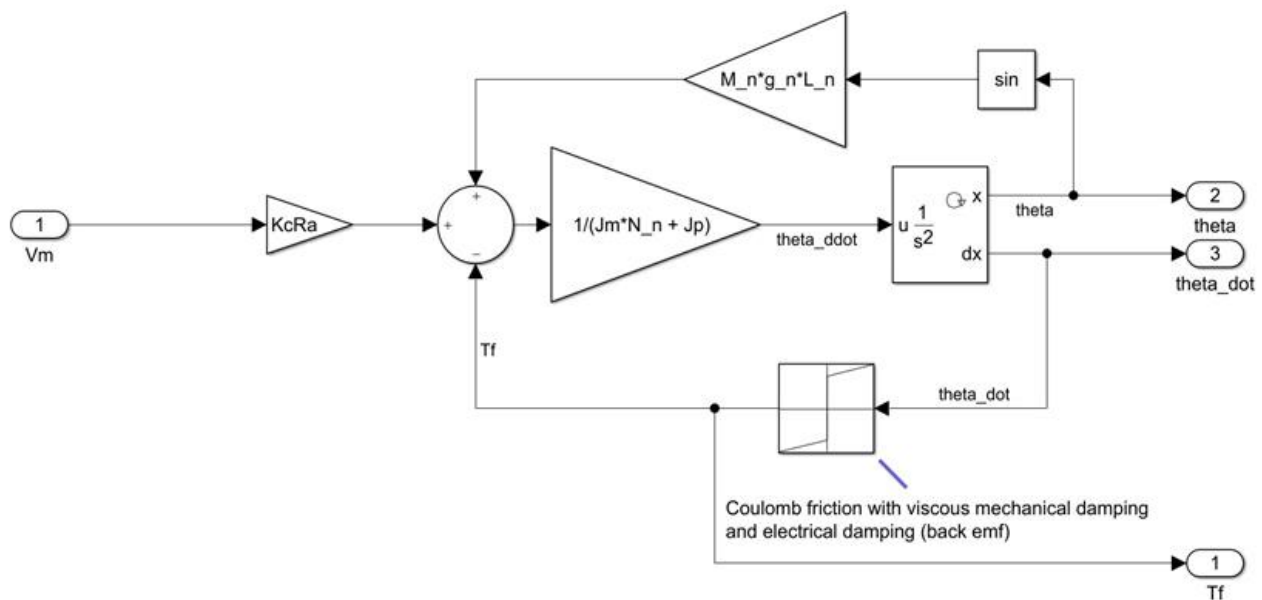 M_n*g_n*L_n
sin
1
Vm
KcRa
+
+
−
1/(Jm*N_n + Jp)
theta_ddot
u 1/s2
x
dx
theta
2
theta
3
theta_dot
Tf
theta_dot
Coulomb friction with viscous mechanical damping
and electrical damping (back emf)
1
Tf